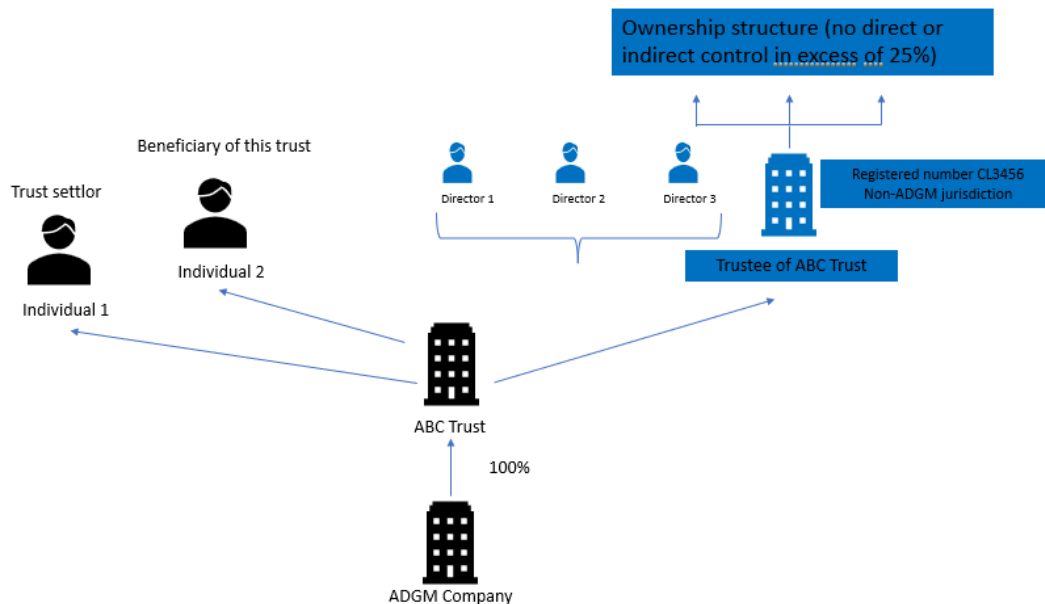 Ownership structure (no direct or
indirect control in excess of 25%)
Beneficiary of this trust
Trust settlor
Individual 2
Individual 1
Director 1
Director 2
Director 3
Registered number CL3456
Non-ADGM jurisdiction
Trustee of ABC Trust
ABC Trust
100%
ADGM Company